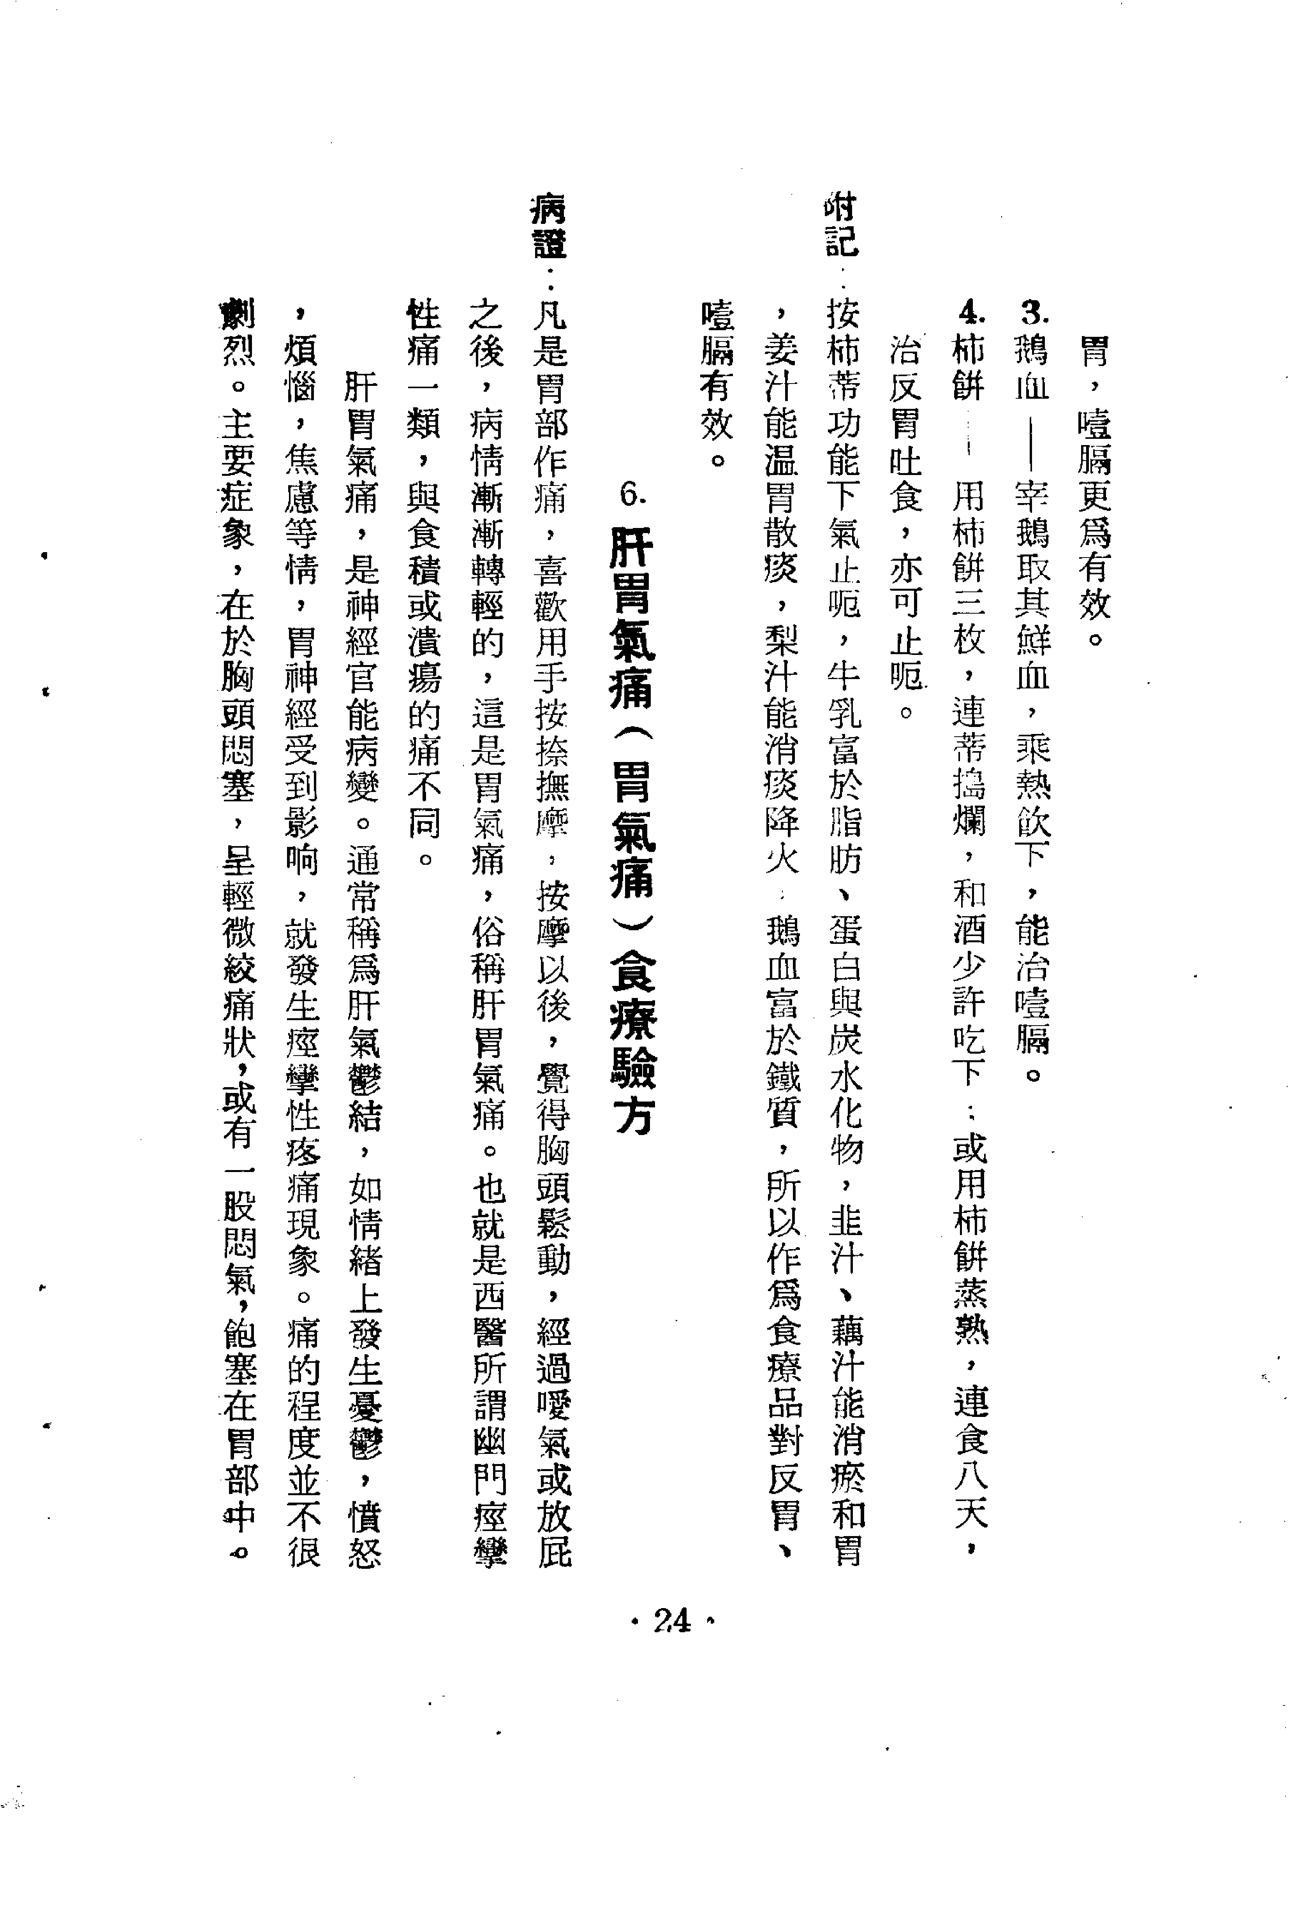 胃，噎膈更爲有效。
3.鵝血——宰鵝取其鮮血，乘熱飲下，能治噎膈。
4.柿餅——用柿餅三枚，連蒂搗爛，和酒少許吃下；或用柿餅蒸熟，連食八天，
治反胃吐食，亦可止呃。
附記：按柿蒂功能下氣止呃，牛乳富於脂肪、蛋白與炭水化物，韭汁、藕汁能消瘀和胃
，姜汁能温胃散痰，梨汁能消痰降火；鵝血富於鐵質，所以作爲食療品對反胃、
噎膈有效。
6.肝胃氣痛（胃氣痛）食療驗方
病證：凡是胃部作痛，喜歡用手按捺撫摩，按摩以後，覺得胸頭鬆動，經過噯氣或放屁
之後，病情漸漸轉輕的，這是胃氣痛，俗稱肝胃氣痛。也就是西醫所謂幽門痙攣
性痛一類，與食積或潰瘍的痛不同。
肝胃氣痛，是神經官能病變。通常稱爲肝氣鬱結，如情緒上發生憂鬱，憤怒
，煩惱，焦慮等情，胃神經受到影响，就發生痙攣性疼痛現象。痛的程度並不很
劇烈。主要症象，在於胸頭悶塞，呈輕微絞痛狀，或有一股悶氣，飽塞在胃部中。
·24·